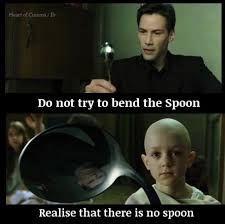 Do not try to bend the Spoon
Realise that there is no spoon